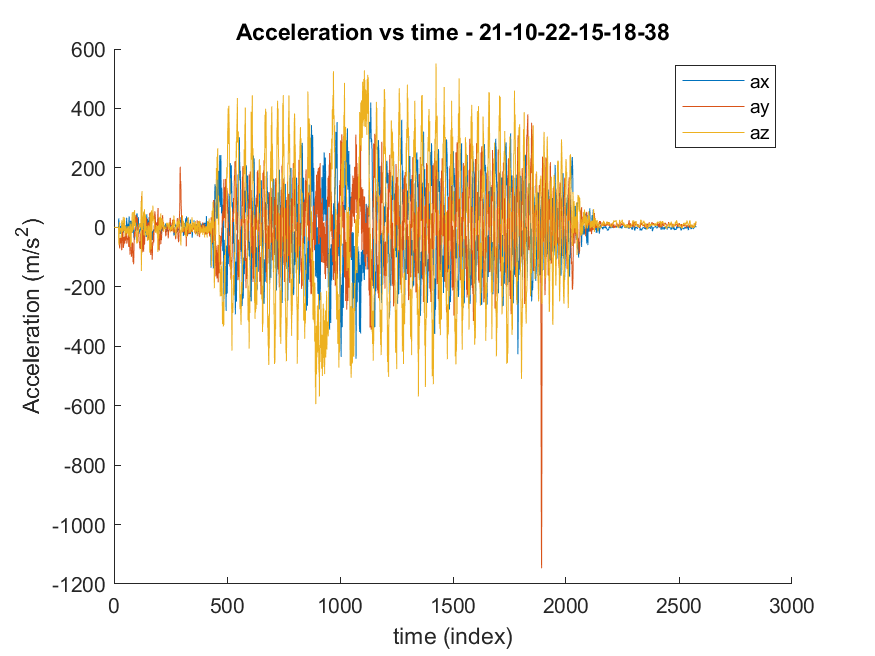 Acceleration vs time - 21-10-22-15-18-38
600
400
200
0
-200
-400
-600
-800
-1000
-1200
Acceleration (m/s²)
ax
ay
az
0 500 1000 1500 2000 2500 3000
time (index)